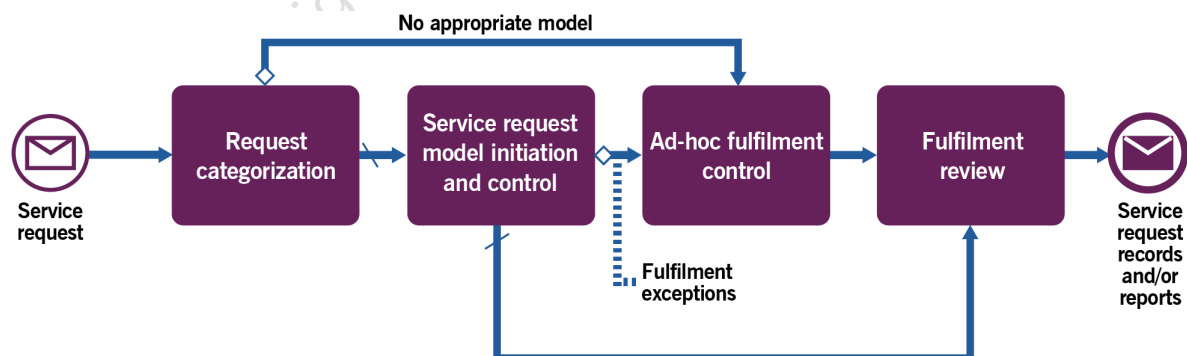 No appropriate model
Request
categorization
Service request
model initiation
and control
Ad-hoc fulfilment
control
Fulfilment
review
Service
request
Fulfilment
exceptions
Service
request
records
and/or
reports